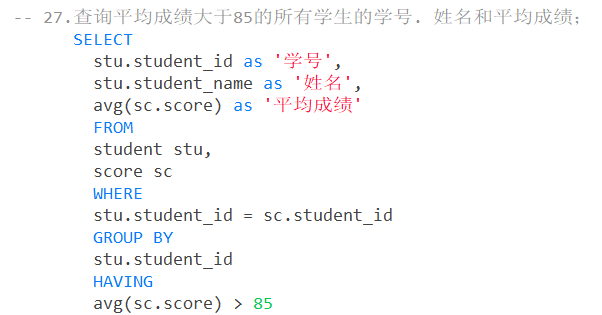 -- 27.查询平均成绩大于85的所有学生的学号．姓名和平均成绩；
SELECT
stu.student_id as '学号',
stu.student_name as '姓名',
avg(sc.score) as '平均成绩'
FROM
student stu,
score sc
WHERE
stu.student_id = sc.student_id
GROUP BY
stu.student_id
HAVING
avg(sc.score) > 85